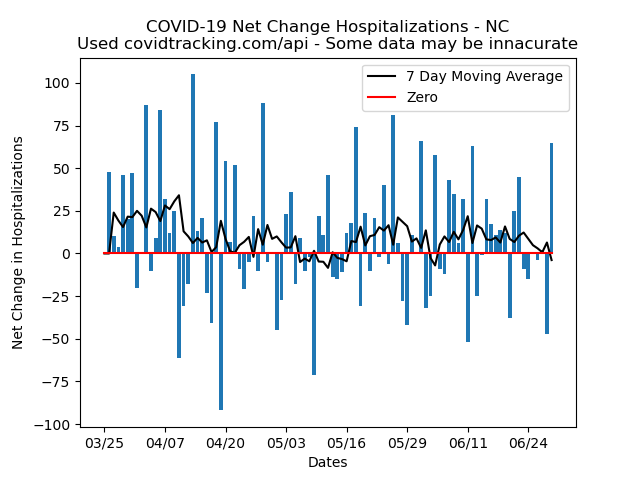 COVID-19 Net Change Hospitalizations - NC
Used covidtracking.com/api - Some data may be innacurate
7 Day Moving Average
Zero
Net Change in Hospitalizations
100
75
50
25
0
−25
−50
−75
−100
03/25 04/07 04/20 05/03 05/16 05/29 06/11 06/24
Dates